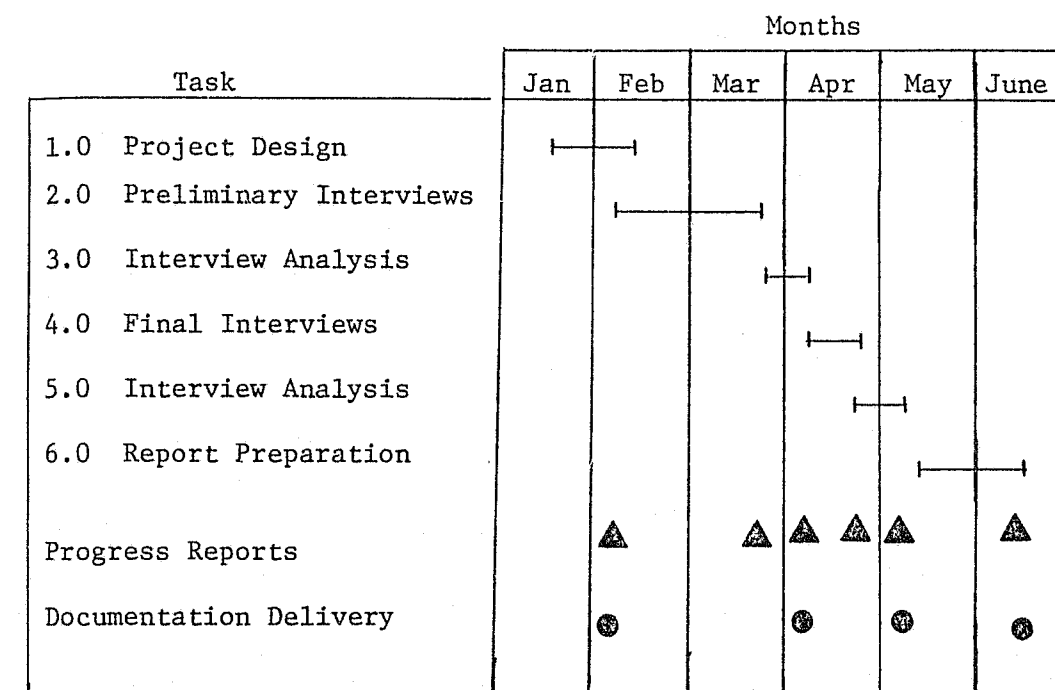 Months
Task Jan Feb Mar Apr May June
1.0 Project Design
2.0 Preliminary Interviews
3.0 Interview Analysis
4.0 Final Interviews
5.0 Interview Analysis
6.0 Report Preparation
Progress Reports
Documentation Delivery